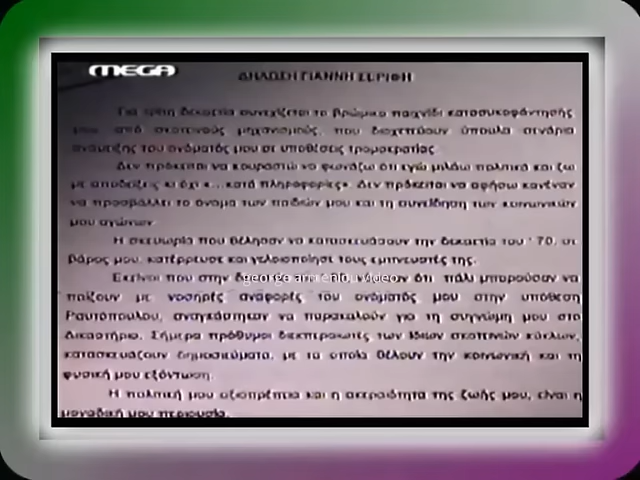 MEGA
ΔΗΛΩΣΗ ΓΙΑΝΝΗ ΣΕΡΙΦΗ
Για τρίτη δεκαετία συνεχίζεται το βρώμικο παιχνίδι κατασυκοφάντησής
μου από σκοτεινούς μηχανισμούς, που διοχετεύουν ύπουλα σενάρια
ανάμειξης του ονόματός μου σε υποθέσεις τρομοκρατίας.
Δεν πρόκειται να κουραστώ να φωνάζω ότι εγώ μιλάω πολιτικά και ζω
με αποδείξεις κι όχι «...κατά πληροφορίες». Δεν πρόκειται να αφήσω κανέναν
να προσβάλλει το όνομα των παιδιών μου και τη συνείδηση των κοινωνικών
μου αγώνων.
Η σκευωρία που θέλησαν να κατασκευάσουν την δεκαετία του '70, σε
βάρος μου, κατέρρευσε και γελοιοποίησε τους εμπνευστές της.
Εκείνοι που στην ότι πάλι μπορούσαν να
george video
παίζουν με νοσηρές αναφορές του ονόματός μου στην υπόθεση
Ραυτόπουλου, αναγκάστηκαν να παρακαλούν για τη συγνώμη μου στο
Δικαστήριο. Σήμερα πρόθυμοι διεκπεραιωτές των ίδιων σκοτεινών κύκλων,
κατασκευάζουν δημοσιεύματα, με τα οποία θέλουν την κοινωνική και τη
φυσική μου εξόντωση.
Η πολιτική μου αξιοπρέπεια και η ακεραιότητα της ζωής μου, είναι η
μοναδική μου περιουσία.